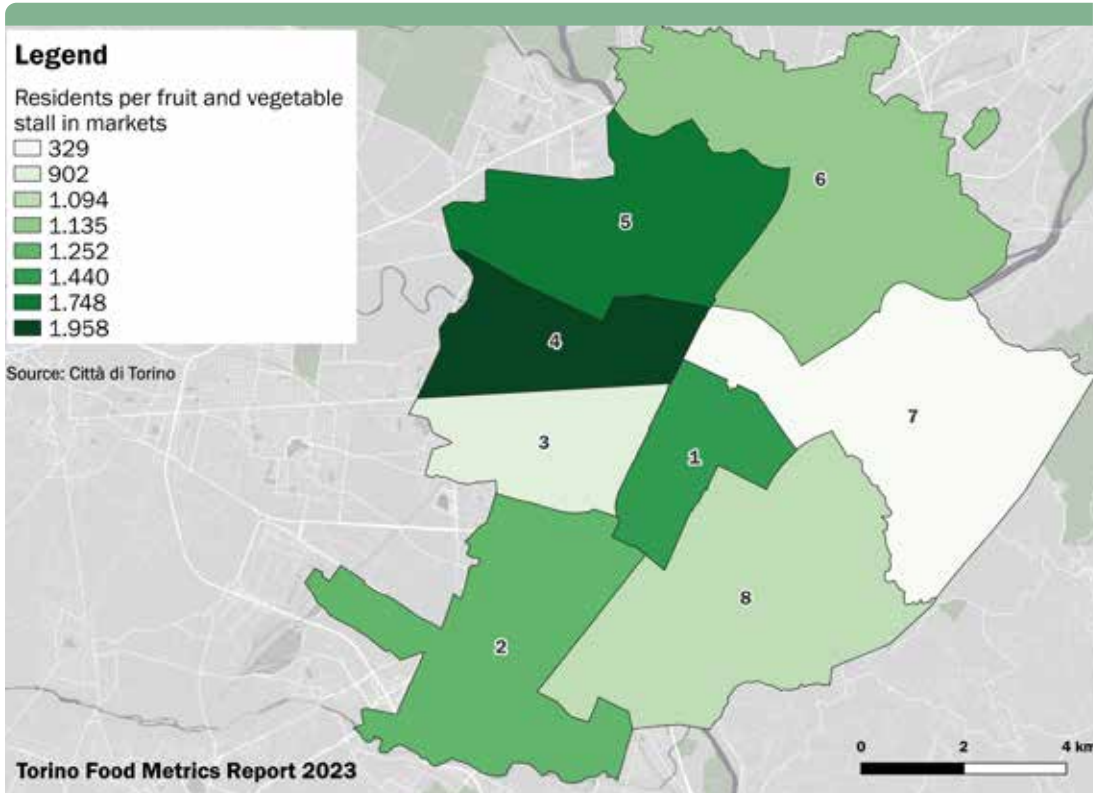 Legend
Residents per fruit and vegetable
stall in markets
329
902
1.094
1.135
1.252
1.440
1.748
1.958
Source: Città di Torino
6
5
4
7
3
1
8
2
0 2 4 km
Torino Food Metrics Report 2023